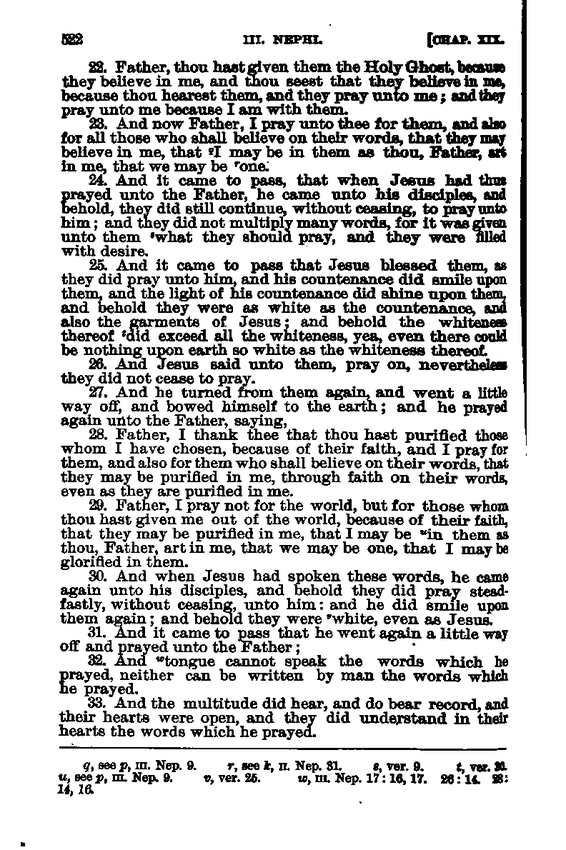 522 III. NEPHI. [CHAP. XIX.
22. Father, thou hast given them the Holy Ghost, because
they believe in me, and thou seest that they believe in me,
because thou hearest them, and they pray unto me; and they
pray unto me because I am with them.
23. And now Father, I pray unto thee for them, and also
for all those who shall believe on their words, that they may
believe in me, that qI may be in them as thou, Father, art
in me, that we may be rone.
24. And it came to pass, that when Jesus had thus
prayed unto the Father, he came unto his disciples, and
behold, they did still continue, without ceasing, to pray unto
him; and they did not multiply many words, for it was given
unto them swhat they should pray, and they were filled
with desire.
25. And it came to pass that Jesus blessed them, as
they did pray unto him, and his countenance did smile upon
them, and the light of his countenance did shine upon them,
and behold they were as white as the countenance, and
also the garments of Jesus; and behold the whiteness
thereof tdid exceed all the whiteness, yea, even there could
be nothing upon earth so white as the whiteness thereof.
26. And Jesus said unto them, pray on, nevertheless
they did not cease to pray.
27. And he turned from them again, and went a little
way off, and bowed himself to the earth; and he prayed
again unto the Father, saying,
28. Father, I thank thee that thou hast purified those
whom I have chosen, because of their faith, and I pray for
them, and also for them who shall believe on their words, that
they may be purified in me, through faith on their words,
even as they are purified in me.
29. Father, I pray not for the world, but for those whom
thou hast given me out of the world, because of their faith,
that they may be purified in me, that I may be uin them as
thou, Father, art in me, that we may be one, that I may be
glorified in them.
30. And when Jesus had spoken these words, he came
again unto his disciples, and behold they did pray stead-
fastly, without ceasing, unto him: and he did smile upon
them again; and behold they were vwhite, even as Jesus.
31. And it came to pass that he went again a little way
off and prayed unto the Father;
32. And wtongue cannot speak the words which he
prayed, neither can be written by man the words which
he prayed.
33. And the multitude did hear, and do bear record, and
their hearts were open, and they did understand in their
hearts the words which he prayed.
q, see p, III. Nep. 9. r, see k, II. Nep. 31. s, ver. 9. t, ver. 30.
u, see p, III. Nep. 9. v, ver. 25. w, III. Nep. 17: 16, 17. 26: 14. 28:
14, 16.